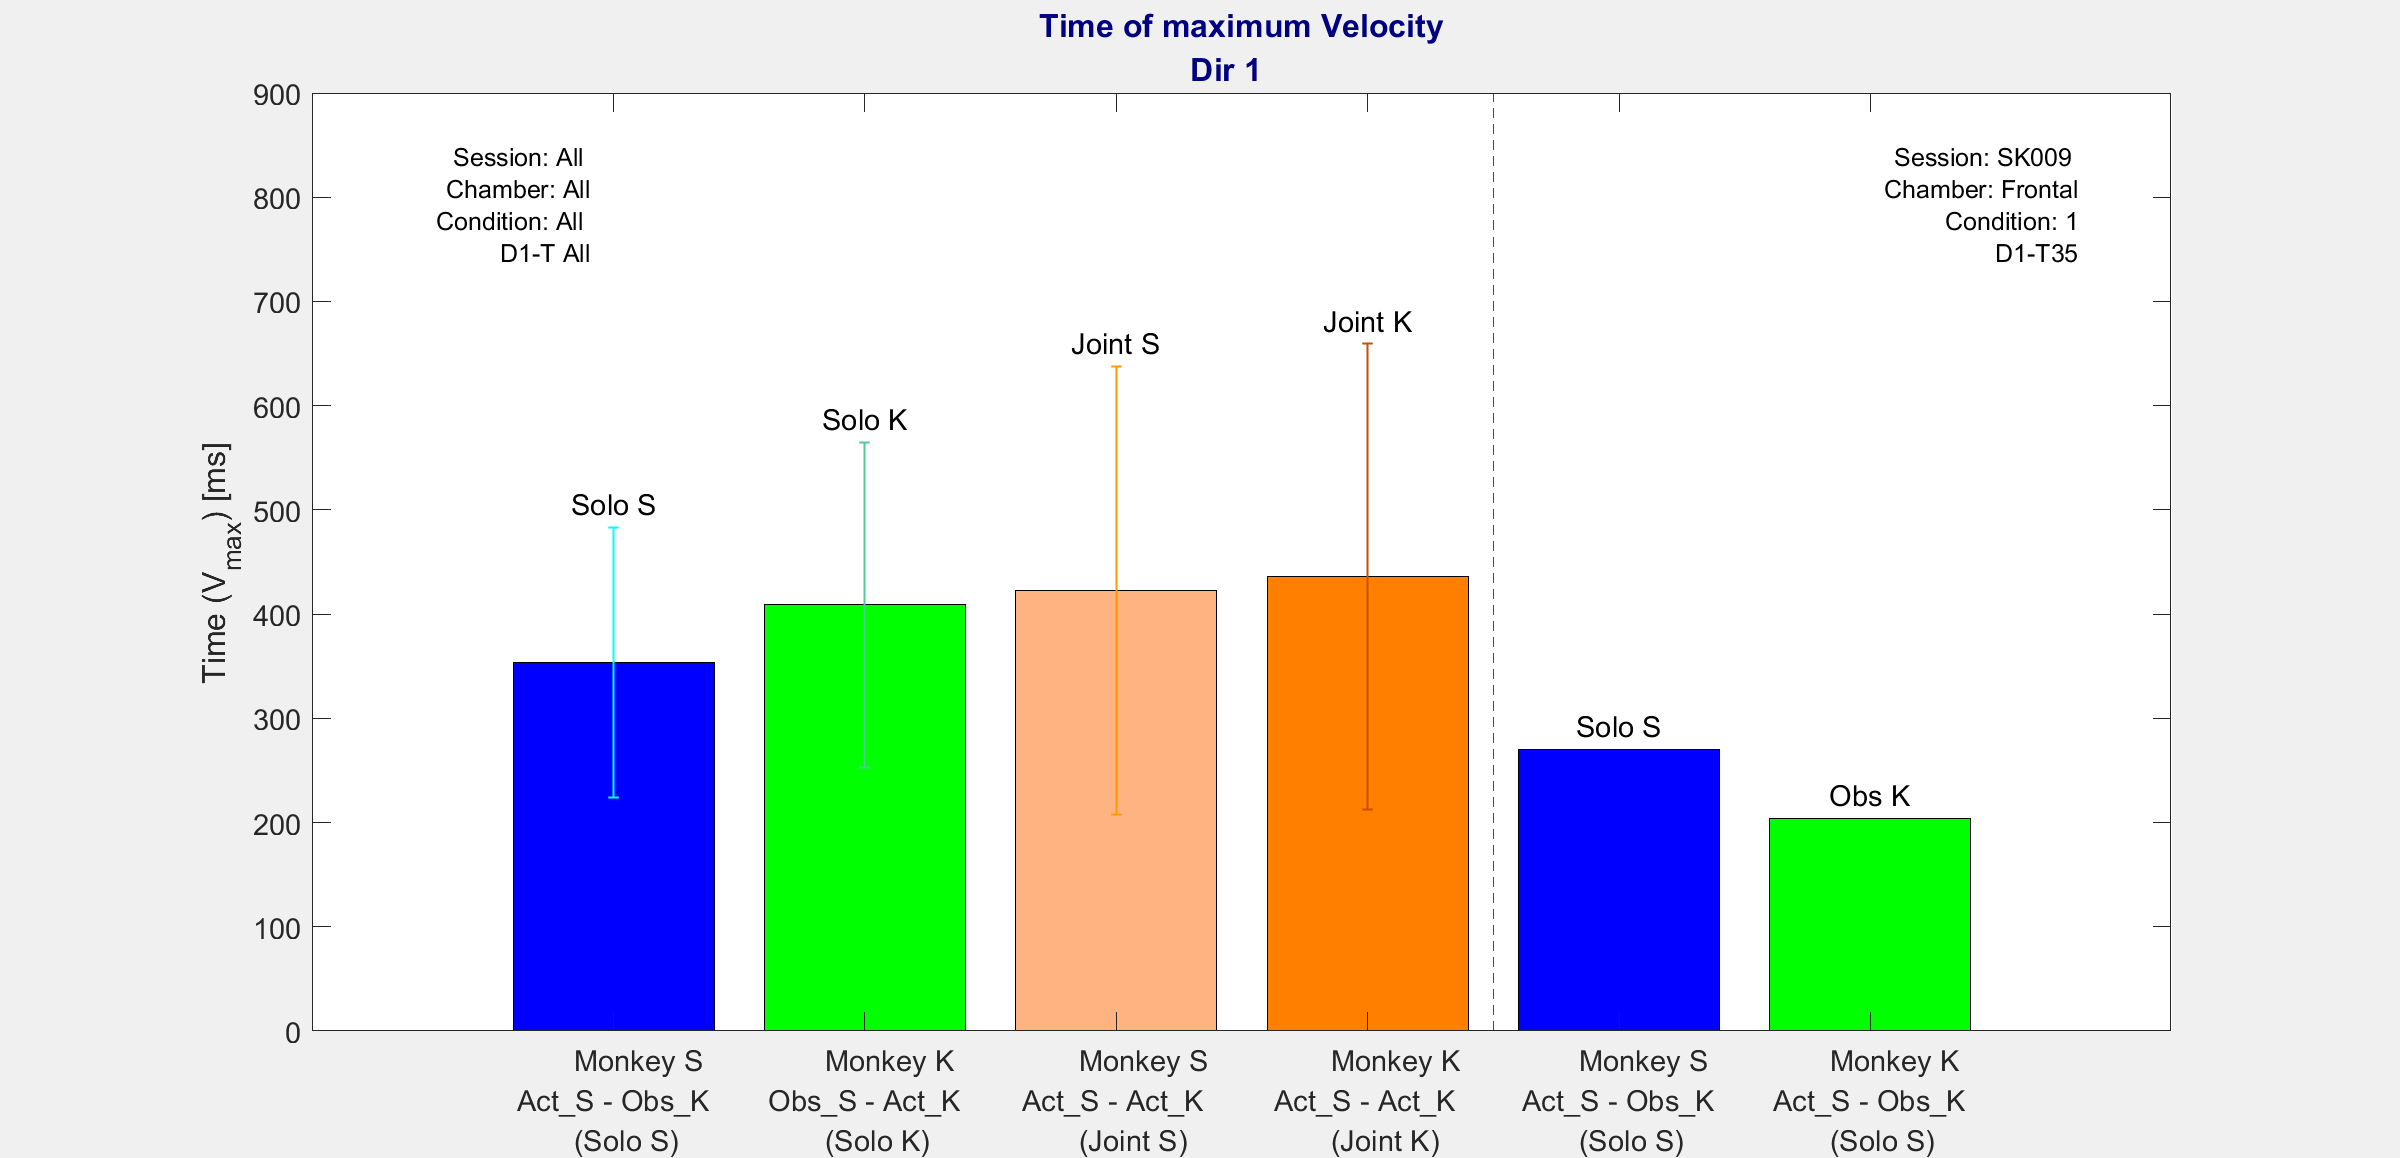 Time of maximum Velocity
Dir 1
900
800
700
600
500
400
300
200
100
0
Time (Vmax) [ms]
Session: All
Chamber: All
Condition: All
D1-T All
Session: SK009
Chamber: Frontal
Condition: 1
D1-T35
Solo S
Solo K
Joint S
Joint K
Solo S
Obs K
Monkey S
Act_S - Obs_K
(Solo S)
Monkey K
Obs_S - Act_K
(Solo K)
Monkey S
Act_S - Act_K
(Joint S)
Monkey K
Act_S - Act_K
(Joint K)
Monkey S
Act_S - Obs_K
(Solo S)
Monkey K
Act_S - Obs_K
(Solo S)